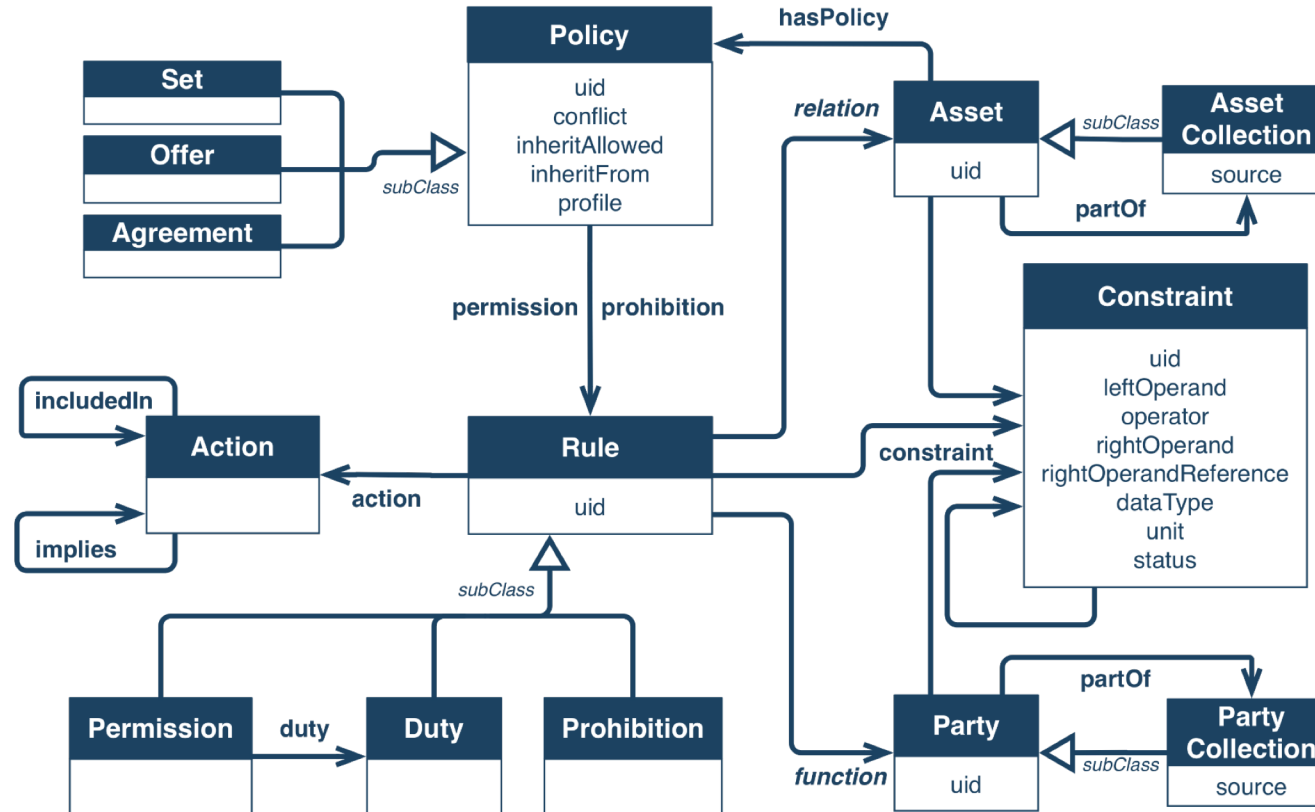 hasPolicy
Policy
uid
conflict
inheritAllowed
inheritFrom
profile
Set
Offer
Agreement
subClass
relation
Asset
uid
subClass
Asset
Collection
source
partOf
permission
prohibition
Constraint
uid
leftOperand
operator
rightOperand
rightOperandReference
dataType
unit
status
includedIn
Action
implies
action
Rule
uid
constraint
subClass
Permission
duty
Duty
Prohibition
function
Party
uid
partOf
subClass
Party
Collection
source